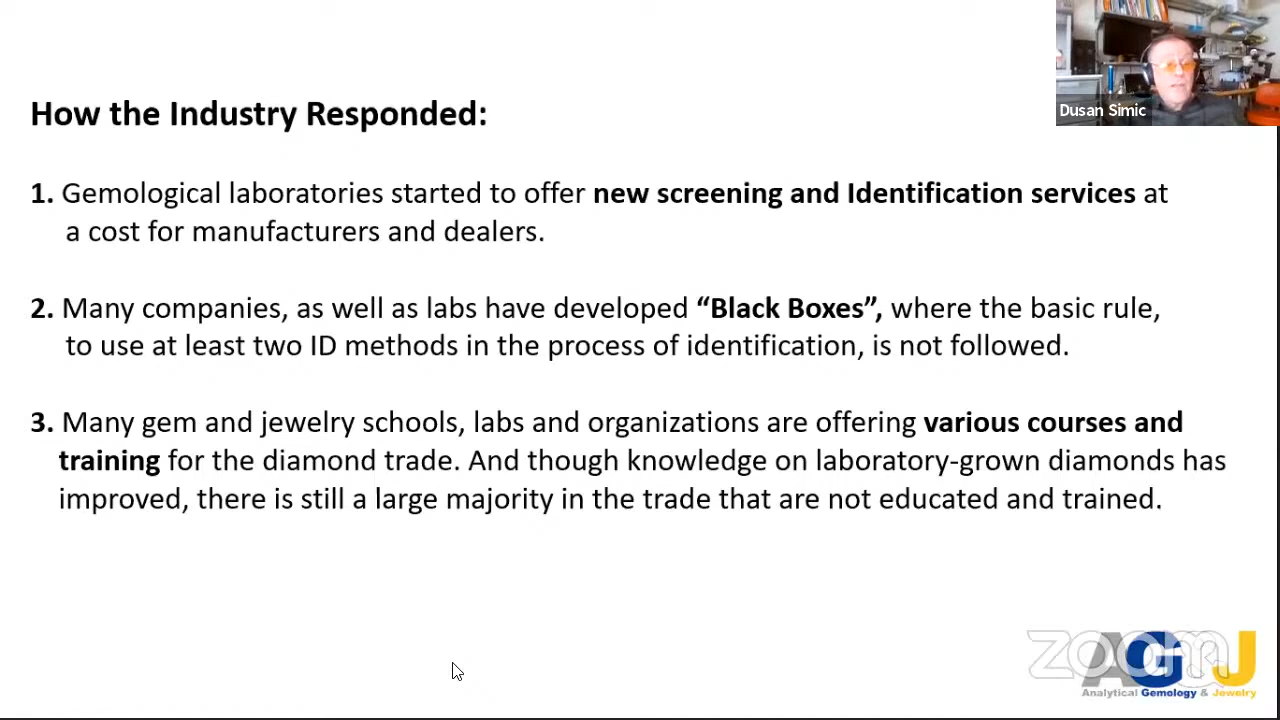 Dusan Simic
How the Industry Responded:
1. Gemological laboratories started to offer new screening and Identification services at
a cost for manufacturers and dealers.
2. Many companies, as well as labs have developed “Black Boxes”, where the basic rule,
to use at least two ID methods in the process of identification, is not followed.
3. Many gem and jewelry schools, labs and organizations are offering various courses and
training for the diamond trade. And though knowledge on laboratory-grown diamonds has
improved, there is still a large majority in the trade that are not educated and trained.
zoom
AGJ
Analytical Gemology & Jewelry